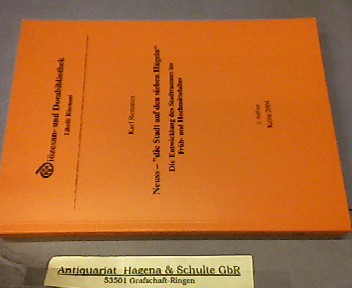 Diözesan- und Dombibliothek
Libelli Rhenani
Karl Remmen
Neuss – "die Stadt auf den sieben Hügeln"
Die Entwicklung des Stadtraumes im
Früh- und Hochmittelalter
2. Auflage
Köln 2004
Antiquariat Hagena & Schulte GbR
53501 Grafschaft-Ringen